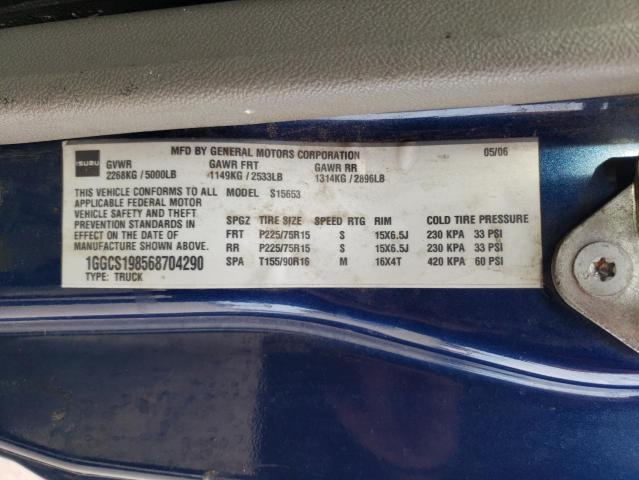 MFD BY GENERAL MOTORS CORPORATION 05/06
ISUZU
GVWR GAWR FRT GAWR RR
2268KG / 5000LB 1149KG / 2533LB 1314KG / 2896LB
THIS VEHICLE CONFORMS TO ALL MODEL S15653
APPLICABLE FEDERAL MOTOR
VEHICLE SAFETY AND THEFT
PREVENTION STANDARDS IN
EFFECT ON THE DATE OF
MANUFACTURE SHOWN ABOVE.
SPGZ TIRE SIZE SPEED RTG RIM COLD TIRE PRESSURE
FRT P225/75R15 S 15X6.5J 230 KPA 33 PSI
RR P225/75R15 S 15X6.5J 230 KPA 33 PSI
SPA T155/90R16 M 16X4T 420 KPA 60 PSI
1GGCS198568704290
TYPE: TRUCK